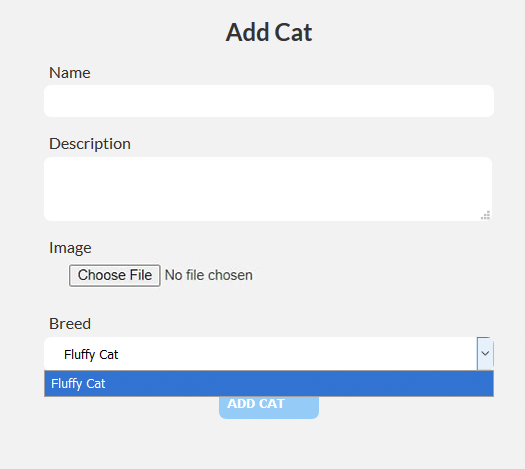 Add Cat
Name
Description
Image
Choose File No file chosen
Breed
Fluffy Cat
Fluffy Cat
ADD CAT